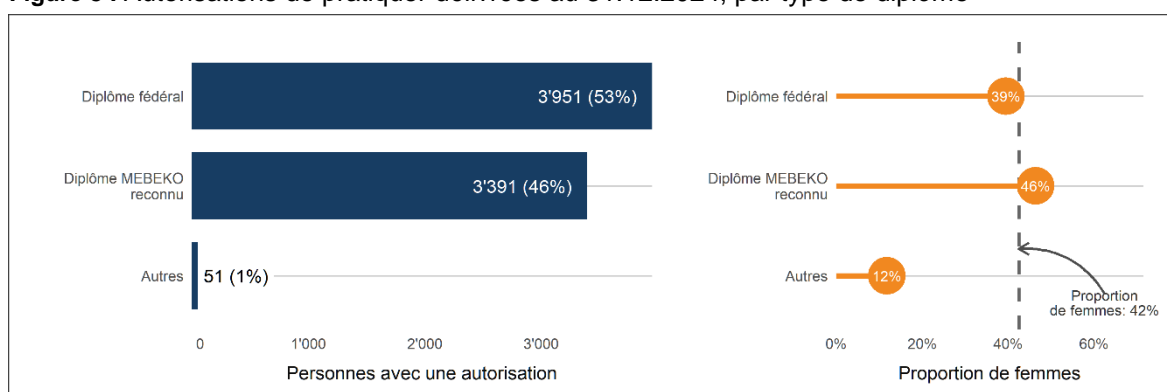 Diplôme fédéral
3'951 (53%)
Diplôme MEBEKO
reconnu
3'391 (46%)
Autres
51 (1%)
0 1'000 2'000 3'000
Personnes avec une autorisation
Diplôme fédéral
39%
Diplôme MEBEKO
reconnu
46%
Autres
12%
Proportion
de femmes: 42%
0% 20% 40% 60%
Proportion de femmes